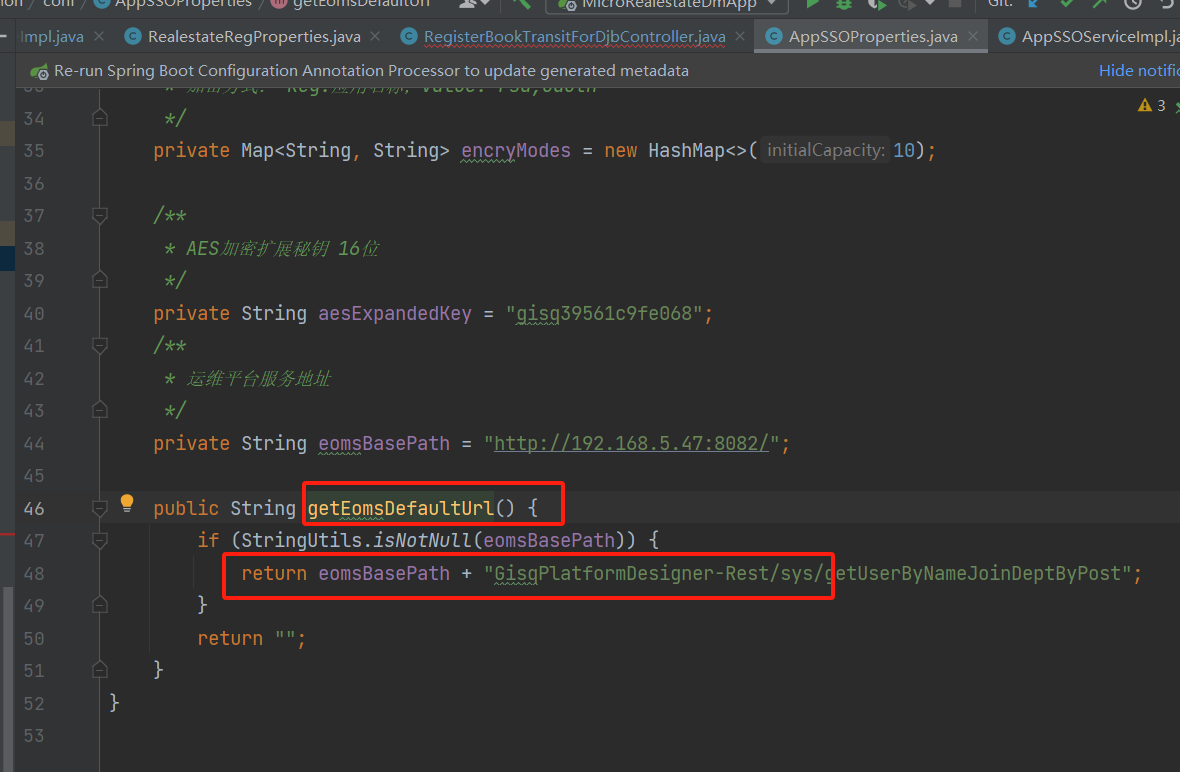 conf / AppSSOProperties / getEomsDefaultUrl MicroRealestateDmApp Git:
Impl.java RealestateRegProperties.java RegisterBookTransitForDjbController.java AppSSOProperties.java AppSSOServiceImpl.ja
Re-run Spring Boot Configuration Annotation Processor to update generated metadata Hide notific
3
34 */
35 private Map<String, String> encryModes = new HashMap<>( initialCapacity: 10);
36
37 /**
38 * AES加密扩展秘钥 16位
39 */
40 private String aesExpandedKey = "gisq39561c9fe068";
41 /**
42 * 运维平台服务地址
43 */
44 private String eomsBasePath = "http://192.168.5.47:8082/";
45
46 public String getEomsDefaultUrl() {
47 if (StringUtils.isNotNull(eomsBasePath)) {
48 return eomsBasePath + "GisqPlatformDesigner-Rest/sys/getUserByNameJoinDeptByPost";
49 }
50 return "";
51 }
52 }
53